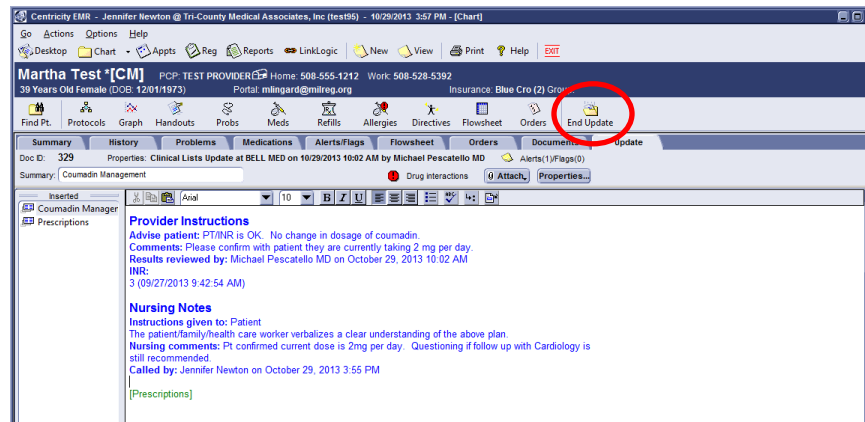 Centricity EMR - Jennifer Newton @ Tri-County Medical Associates, Inc (test95) - 10/29/2013 3:57 PM - [Chart]
Go Actions Options Help
Desktop Chart Appts Reg Reports LinkLogic New View Print Help EXIT
Martha Test *[CM] PCP: TEST PROVIDER Home: 508-555-1212 Work: 508-528-5392
39 Years Old Female (DOB: 12/01/1973) Portal: mlingard@milreg.org Insurance: Blue Cro (2) Group
Find Pt. Protocols Graph Handouts Probs Meds Refills Allergies Directives Flowsheet Orders End Update
Summary History Problems Medications Alerts/Flags Flowsheet Orders Documents Update
Doc ID: 329 Properties: Clinical Lists Update at BELL MED on 10/29/2013 10:02 AM by Michael Pescatello MD Alerts(1)/Flags(0)
Summary: Coumadin Management Drug interactions Attach Properties...
Inserted Arial 10 B I U
Coumadin Manager
Prescriptions
Provider Instructions
Advise patient: PT/INR is OK. No change in dosage of coumadin.
Comments: Please confirm with patient they are currently taking 2 mg per day.
Results reviewed by: Michael Pescatello MD on October 29, 2013 10:02 AM
INR:
3 (09/27/2013 9:42:54 AM)
Nursing Notes
Instructions given to: Patient
The patient/family/health care worker verbalizes a clear understanding of the above plan.
Nursing comments: Pt confirmed current dose is 2mg per day. Questioning if follow up with Cardiology is
still recommended.
Called by: Jennifer Newton on October 29, 2013 3:55 PM
[Prescriptions]